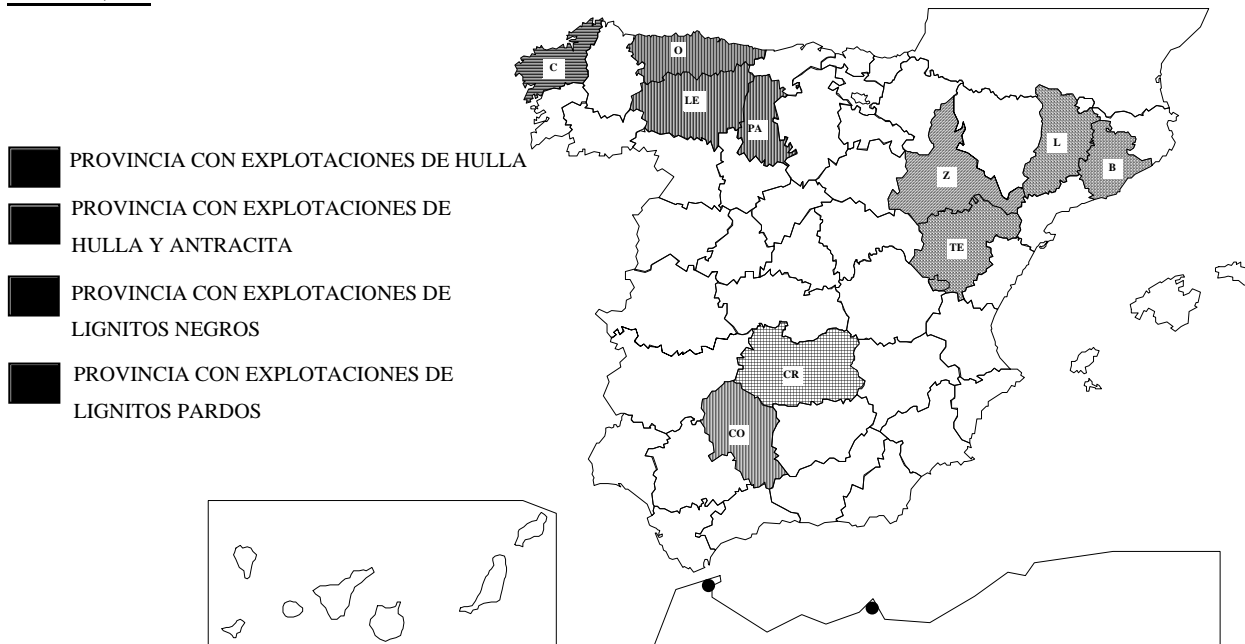 PROVINCIA CON EXPLOTACIONES DE HULLA
PROVINCIA CON EXPLOTACIONES DE
HULLA Y ANTRACITA
PROVINCIA CON EXPLOTACIONES DE
LIGNITOS NEGROS
PROVINCIA CON EXPLOTACIONES DE
LIGNITOS PARDOS
C
O
LE
PA
Z
L
B
TE
CR
CO